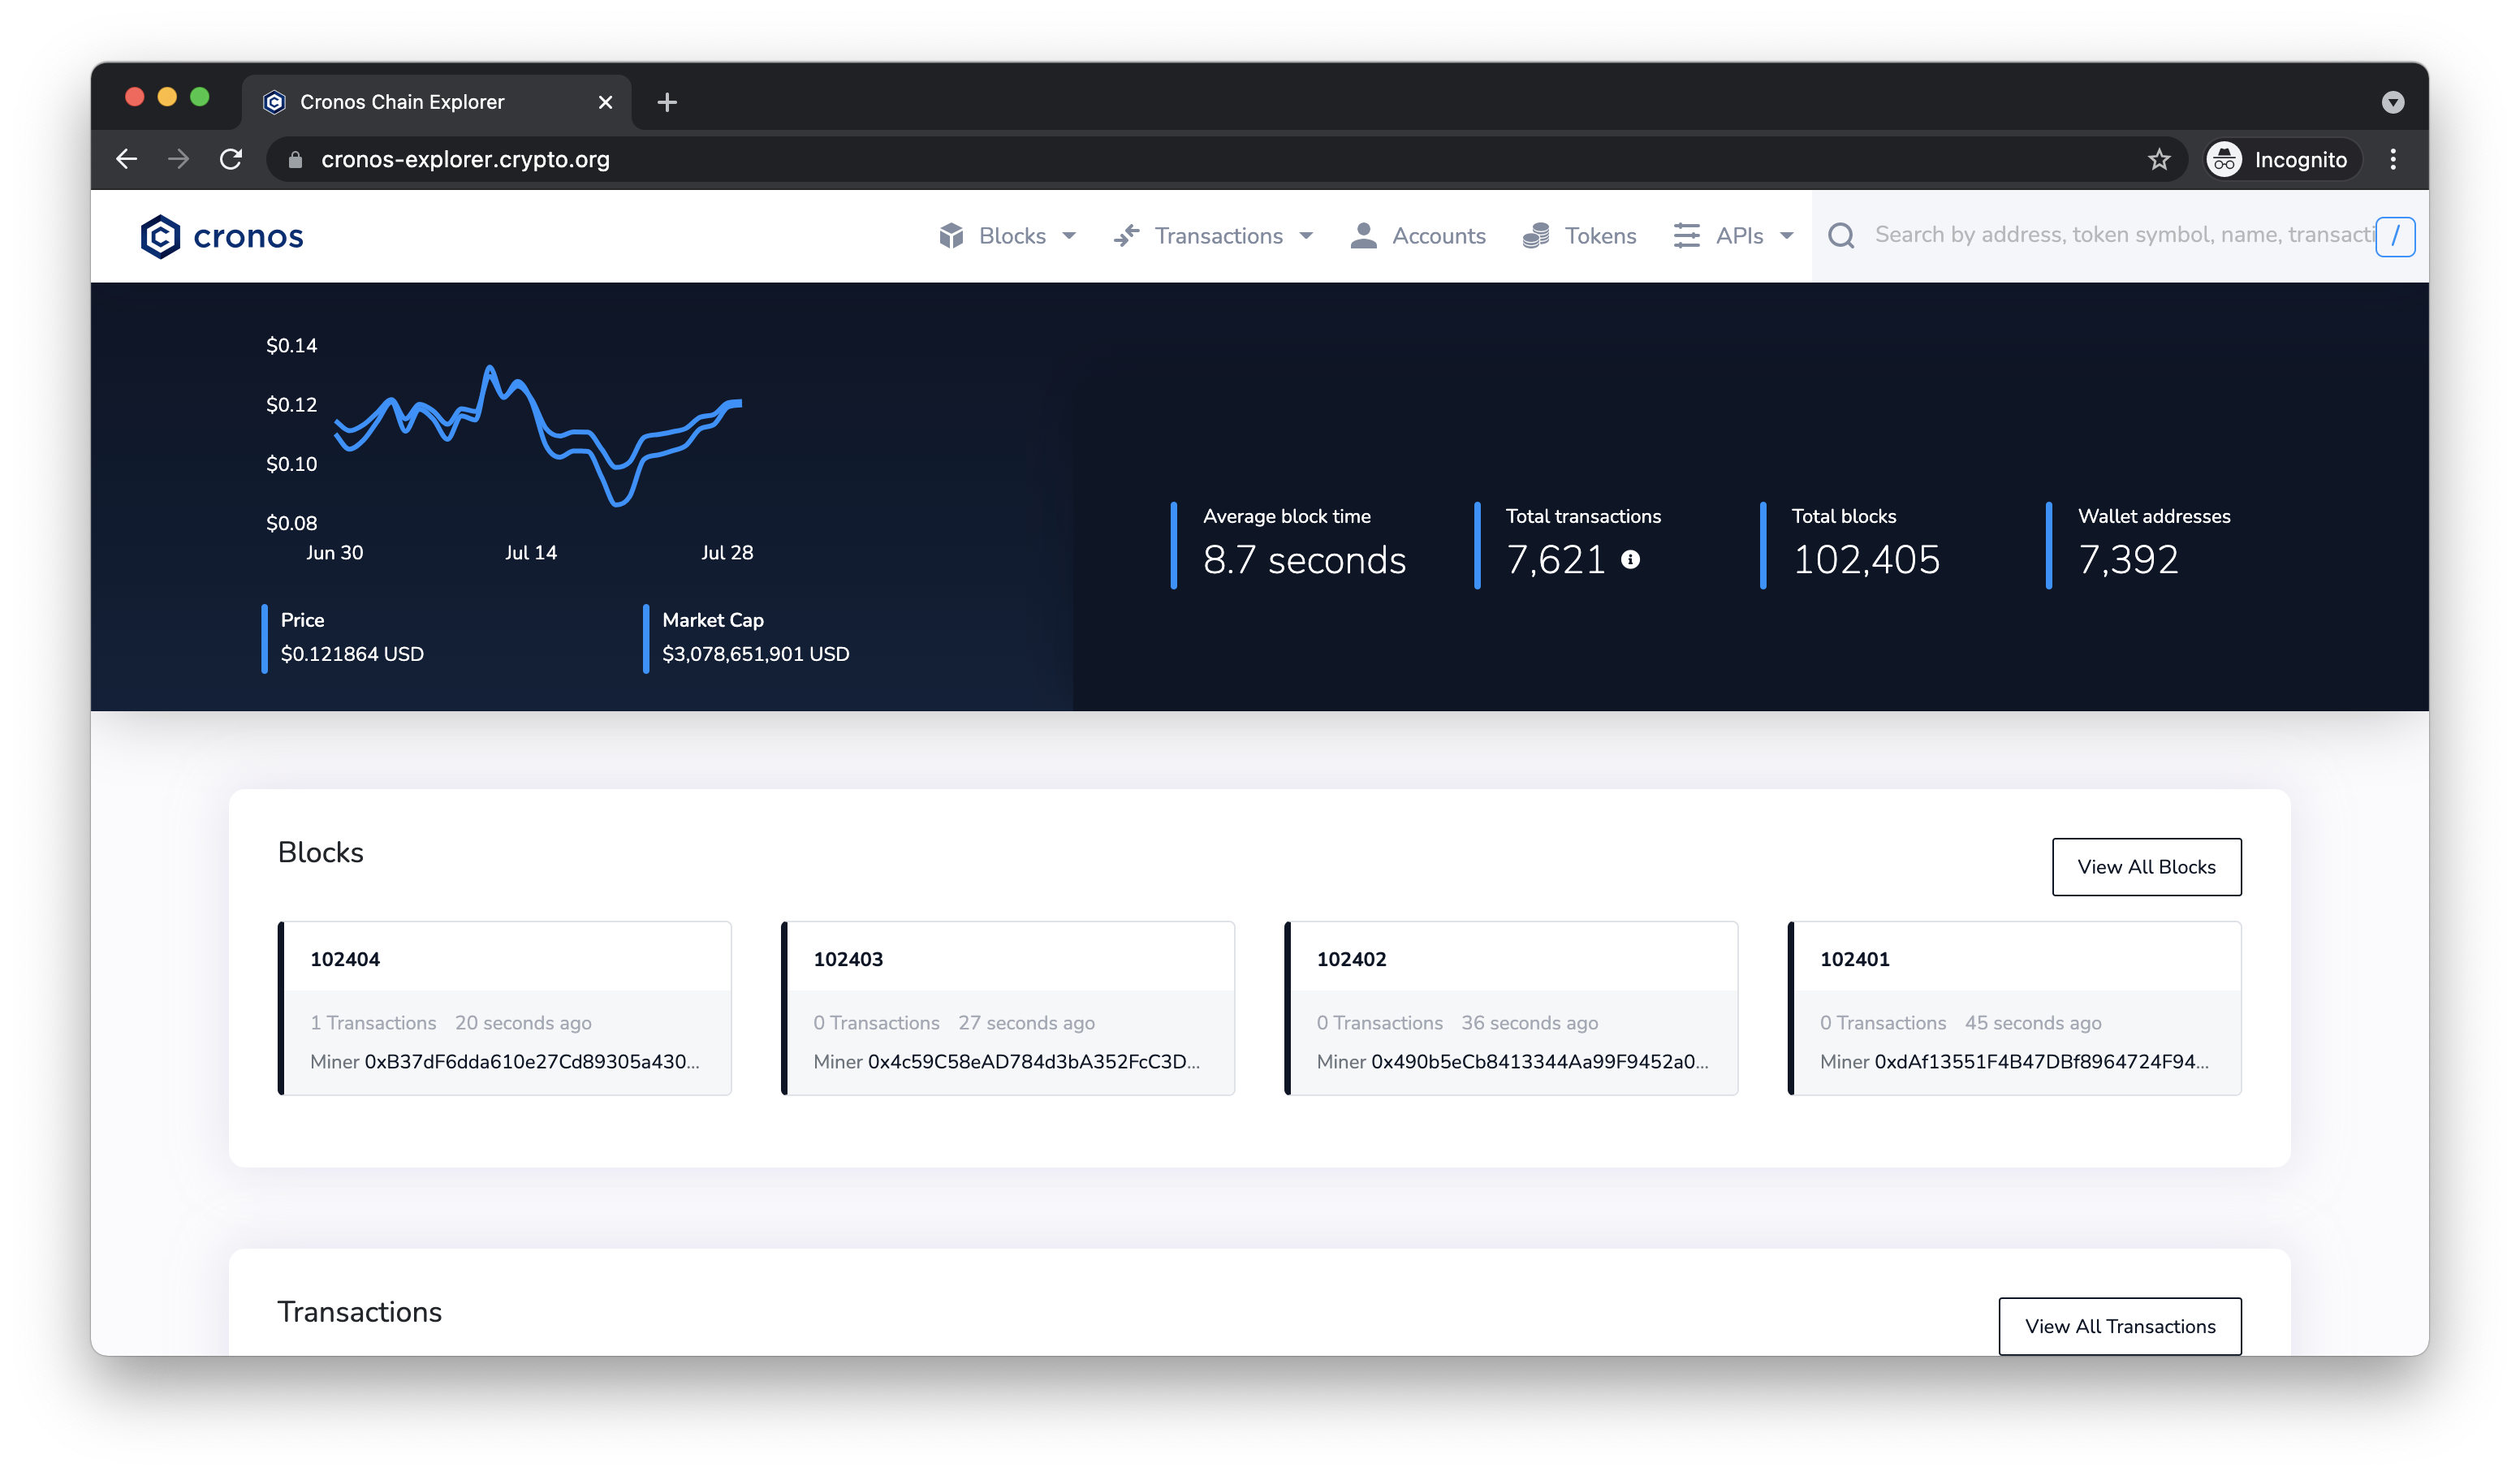 Cronos Chain Explorer
cronos-explorer.crypto.org
Incognito
cronos
Blocks
Transactions
Accounts
Tokens
APIs
Search by address, token symbol, name, transacti
/
$0.14
$0.12
$0.10
$0.08
Jun 30 Jul 14 Jul 28
Price
$0.121864 USD
Market Cap
$3,078,651,901 USD
Average block time
8.7 seconds
Total transactions
7,621
Total blocks
102,405
Wallet addresses
7,392
Blocks
View All Blocks
102404
1 Transactions 20 seconds ago
Miner 0xB37dF6dda610e27Cd89305a430...
102403
0 Transactions 27 seconds ago
Miner 0x4c59C58eAD784d3bA352FcC3D...
102402
0 Transactions 36 seconds ago
Miner 0x490b5eCb8413344Aa99F9452a0...
102401
0 Transactions 45 seconds ago
Miner 0xdAf13551F4B47DBf8964724F94...
Transactions
View All Transactions